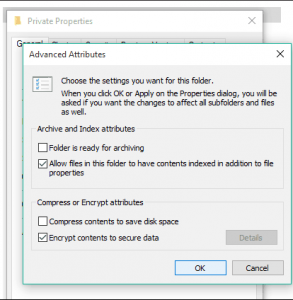 Private Properties
General
Advanced Attributes
Choose the settings you want for this folder.
When you click OK or Apply on the Properties dialog, you will be
asked if you want the changes to affect all subfolders and files
as well.
Archive and Index attributes
Folder is ready for archiving
Allow files in this folder to have contents indexed in addition to file
properties
Compress or Encrypt attributes
Compress contents to save disk space
Encrypt contents to secure data
Details
OK
Cancel